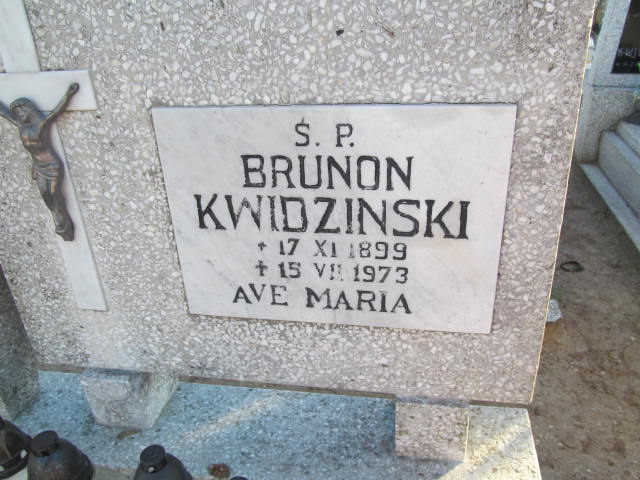 S. P.
BRUNON
KWIDZINSKI
+ 17 XI 1899
+ 15 VII 1973
AVE MARIA